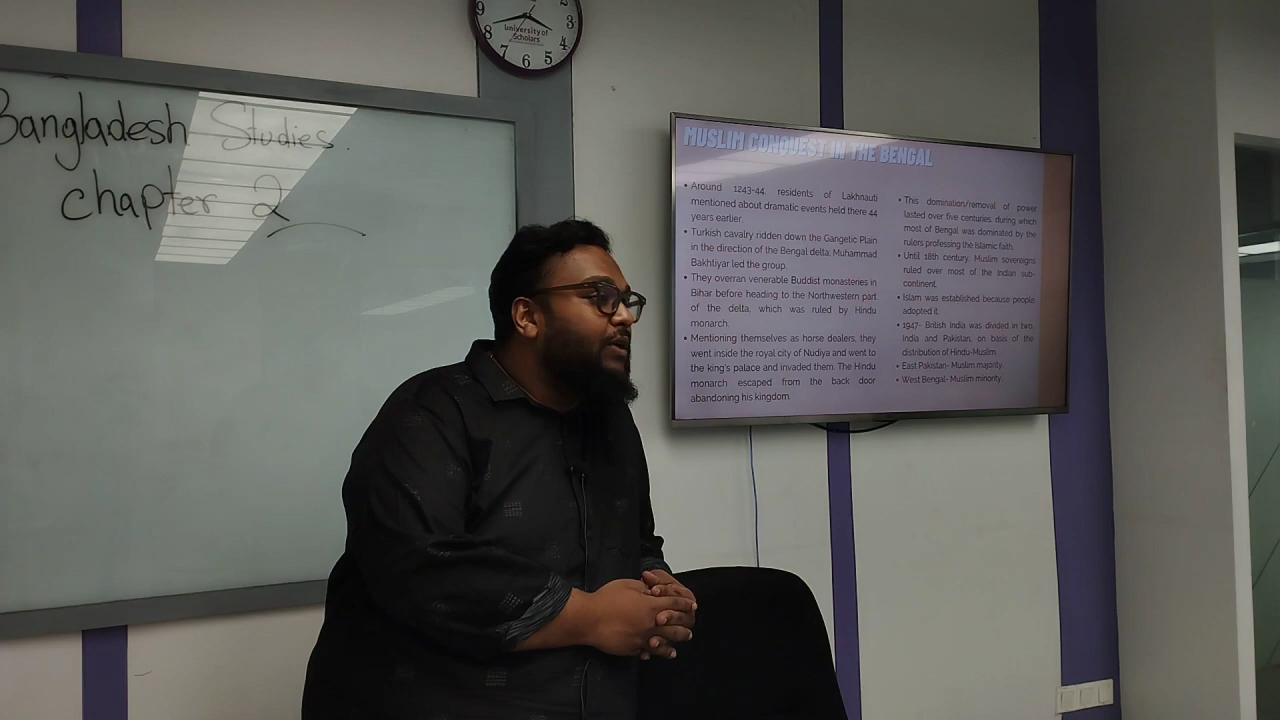 Bangladesh Studies.
chapter 2
2
3
4
5
6
7
8
9
University of
Scholars
MUSLIM CONQUEST IN THE BENGAL
• Around 1243-44, residents of Lakhnauti
mentioned about dramatic events held there 44
years earlier.
• Turkish cavalry ridden down the Gangetic Plain
in the direction of the Bengal delta, Muhammad
Bakhtiyar led the group.
• They overran venerable Buddist monasteries in
Bihar before heading to the Northwestern part
of the delta, which was ruled by Hindu
monarch.
• Mentioning themselves as horse dealers, they
went inside the royal city of Nudiya and went to
the king's palace and invaded them. The Hindu
monarch escaped from the back door
abandoning his kingdom.
• This domination/removal of power
lasted over five centuries, during which
most of Bengal was dominated by the
rulers professing the Islamic faith.
• Until 18th century, Muslim sovereigns
ruled over most of the Indian sub-
continent.
• Islam was established because people
adopted it.
• 1947- British India was divided in two,
India and Pakistan, on basis of the
distribution of Hindu-Muslim.
• East Pakistan- Muslim majority.
• West Bengal- Muslim minority.